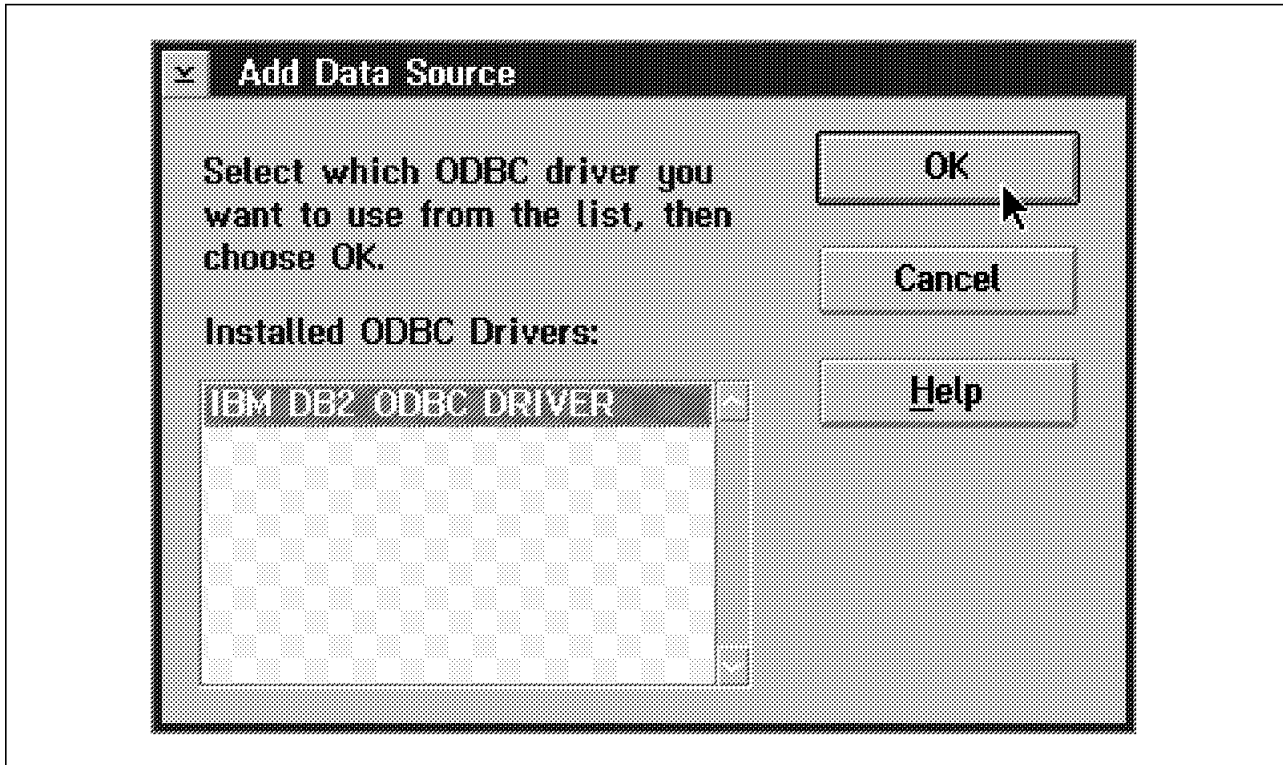 Add Data Source
Select which ODBC driver you
want to use from the list, then
choose OK.
Installed ODBC Drivers:
IBM DB2 ODBC DRIVER
OK
Cancel
Help